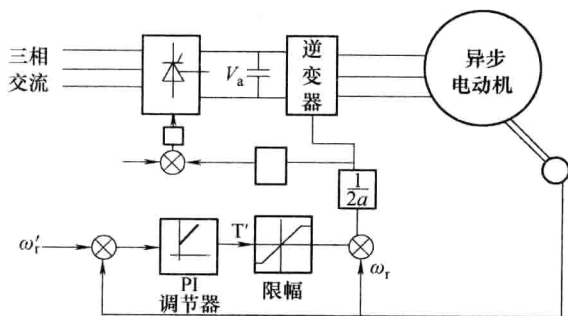 三相
交流
V_a
逆
变
器
异步
电动机
1
2a
ω_r'
T'
ω_r
PI
调节器
限幅